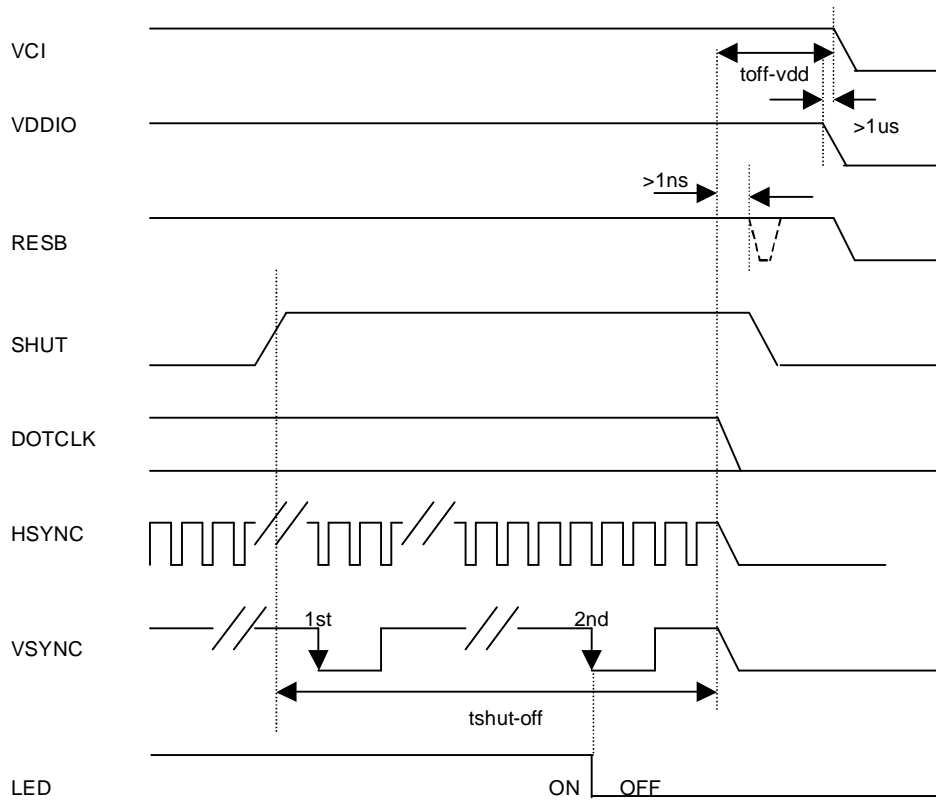 VCI
toff-vdd
VDDIO
>1us
>1ns
RESB
SHUT
DOTCLK
HSYNC
1st
2nd
VSYNC
tshut-off
LED
ON
OFF